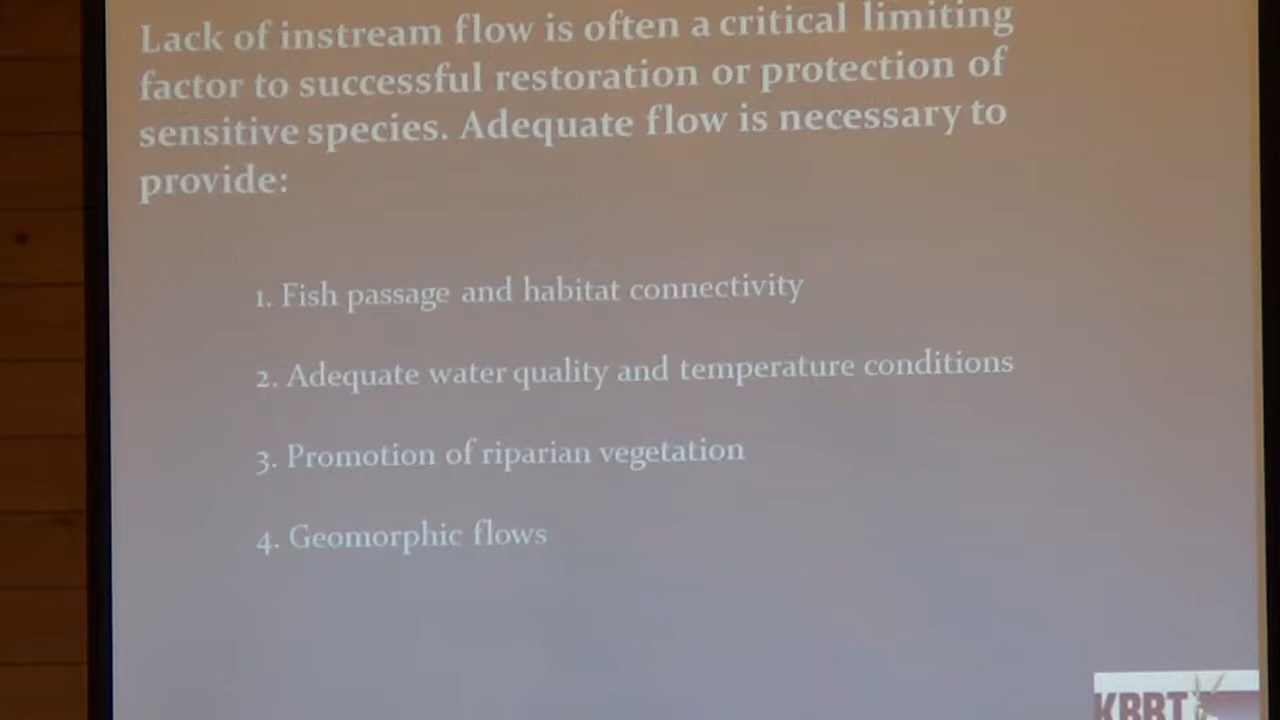 Lack of instream flow is often a critical limiting
factor to successful restoration or protection of
sensitive species. Adequate flow is necessary to
provide:
1. Fish passage and habitat connectivity
2. Adequate water quality and temperature conditions
3. Promotion of riparian vegetation
4. Geomorphic flows
KBRT